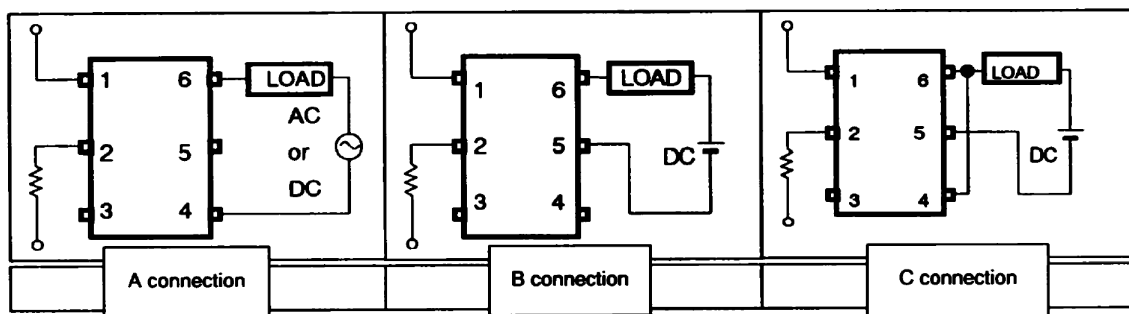 1 6 LOAD
AC
2 5 or
DC
3 4
A connection
1 6 LOAD
2 5 DC
3 4
B connection
1 6 LOAD
2 5 DC
3 4
C connection